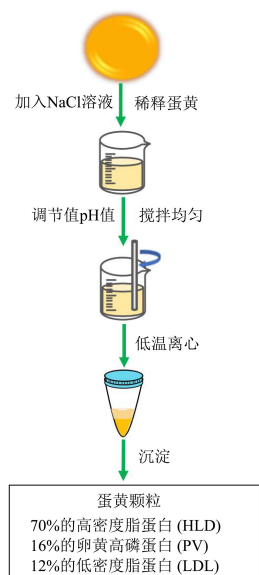 加入NaCl溶液 稀释蛋黄
调节值pH值 搅拌均匀
低温离心
沉淀
蛋黄颗粒
70%的高密度脂蛋白 (HLD)
16%的卵黄高磷蛋白 (PV)
12%的低密度脂蛋白 (LDL)